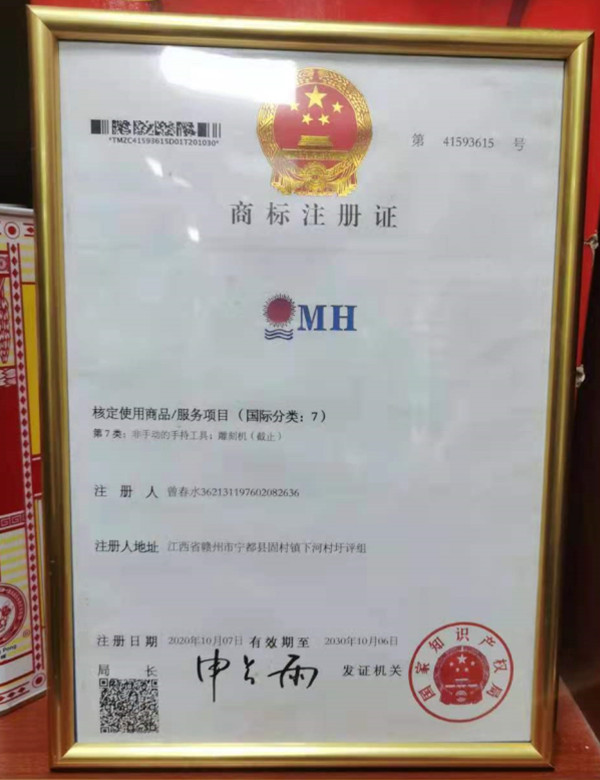 *TMZC41593615D01T201030*
第 41593615 号
商标注册证
MH
核定使用商品/服务项目（国际分类：7）
第7类：非手动的手持工具；雕刻机（截止）
注册人 曾春水362131197602082636
注册人地址 江西省赣州市宁都县固村镇下河村圩评组
注册日期 2020年10月07日 有效期至 2030年10月06日
局长 申长雨 发证机关
国家知识产权局